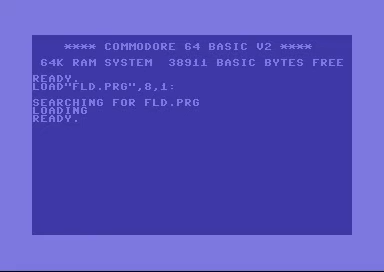 **** COMMODORE 64 BASIC V2 ****
64K RAM SYSTEM  38911 BASIC BYTES FREE
READY.
LOAD"FLD.PRG",8,1:
SEARCHING FOR FLD.PRG
LOADING
READY.